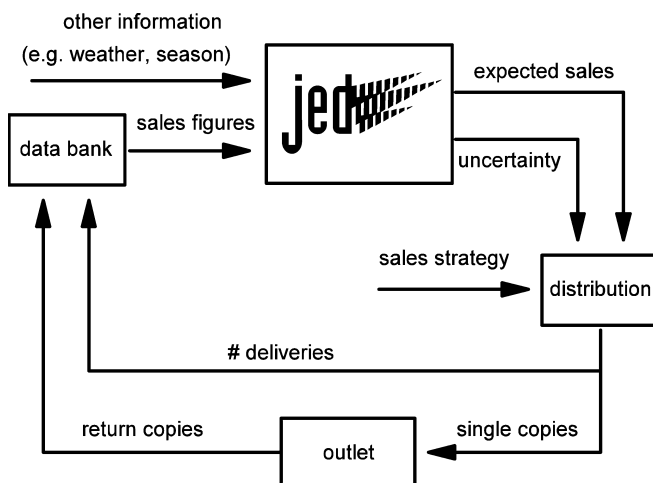 other information
(e.g. weather, season)
jed
expected sales
sales figures
data bank
uncertainty
sales strategy
distribution
# deliveries
return copies
single copies
outlet